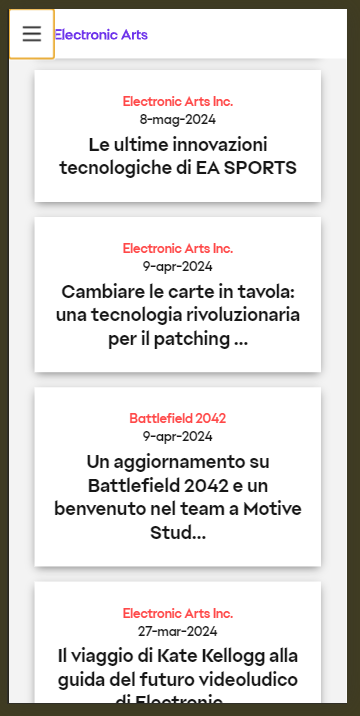 Electronic Arts
Electronic Arts Inc.
8-mag-2024
Le ultime innovazioni
tecnologiche di EA SPORTS
Electronic Arts Inc.
9-apr-2024
Cambiare le carte in tavola:
una tecnologia rivoluzionaria
per il patching ...
Battlefield 2042
9-apr-2024
Un aggiornamento su
Battlefield 2042 e un
benvenuto nel team a Motive
Stud...
Electronic Arts Inc.
27-mar-2024
Il viaggio di Kate Kellogg alla
guida del futuro videoludico
di Electronic...